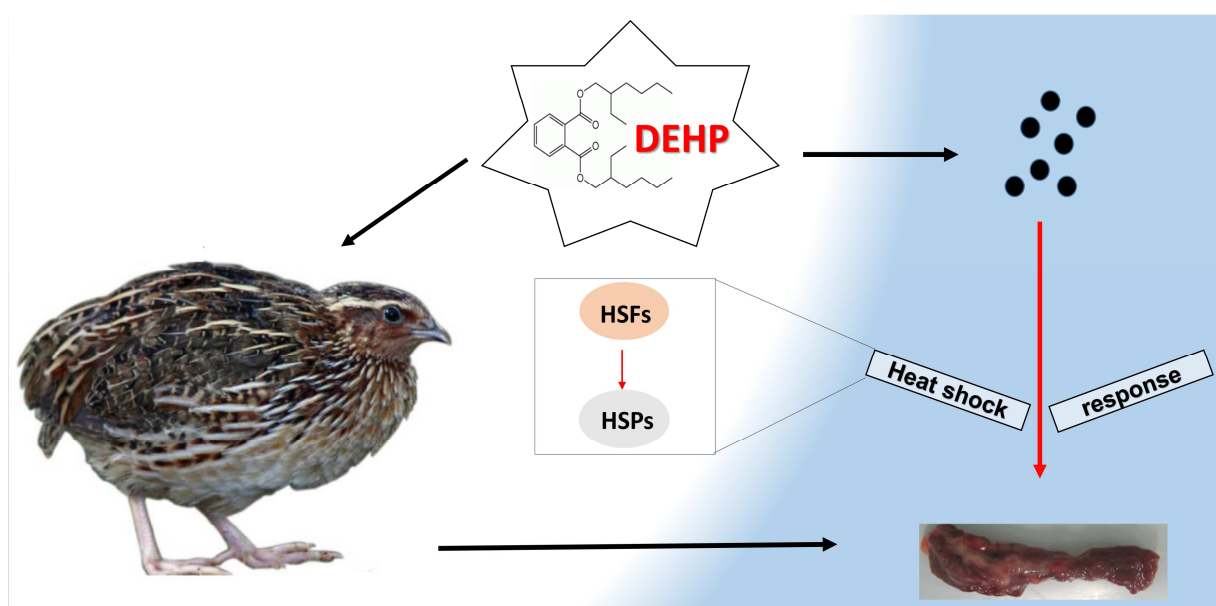 O
O
O
O
DEHP
HSFs
HSPs
Heat shock
response